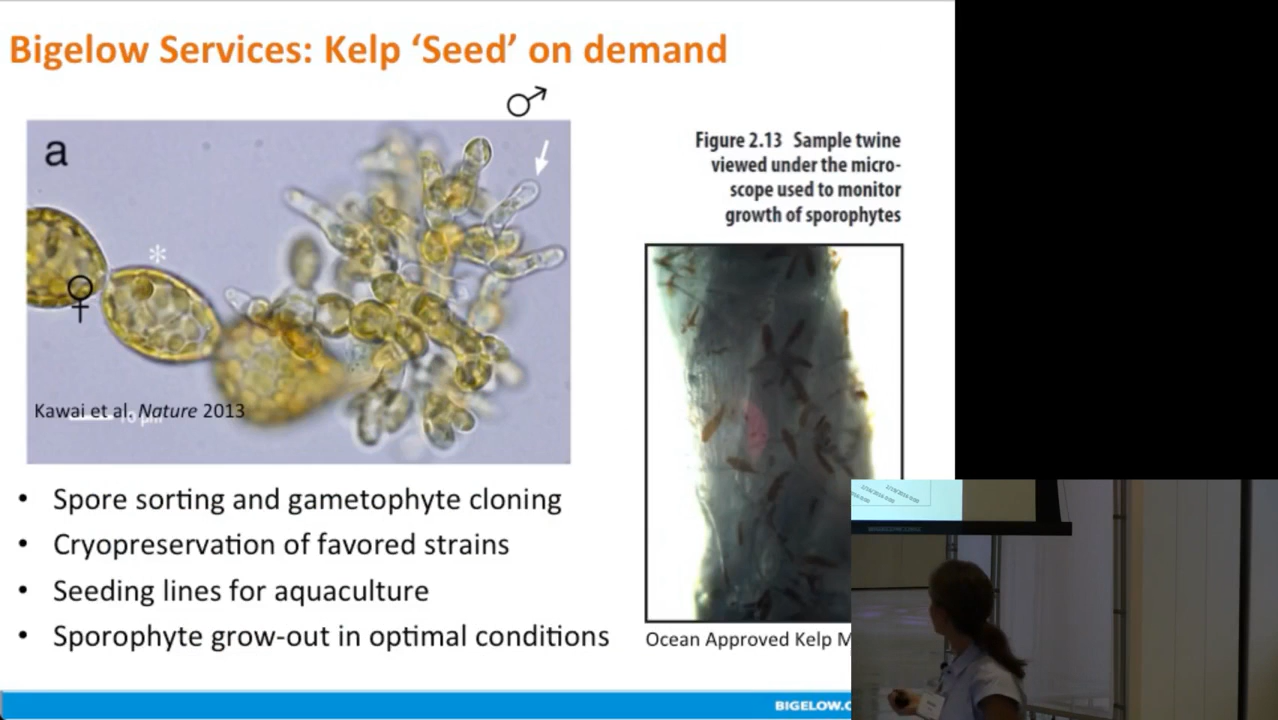 Bigelow Services: Kelp ‘Seed’ on demand
♂
a
*
♀
Kawai et al. Nature 2013
10 µm
Figure 2.13 Sample twine
viewed under the micro-
scope used to monitor
growth of sporophytes
• Spore sorting and gametophyte cloning
• Cryopreservation of favored strains
• Seeding lines for aquaculture
• Sporophyte grow-out in optimal conditions
Ocean Approved Kelp M
BIGELOW.